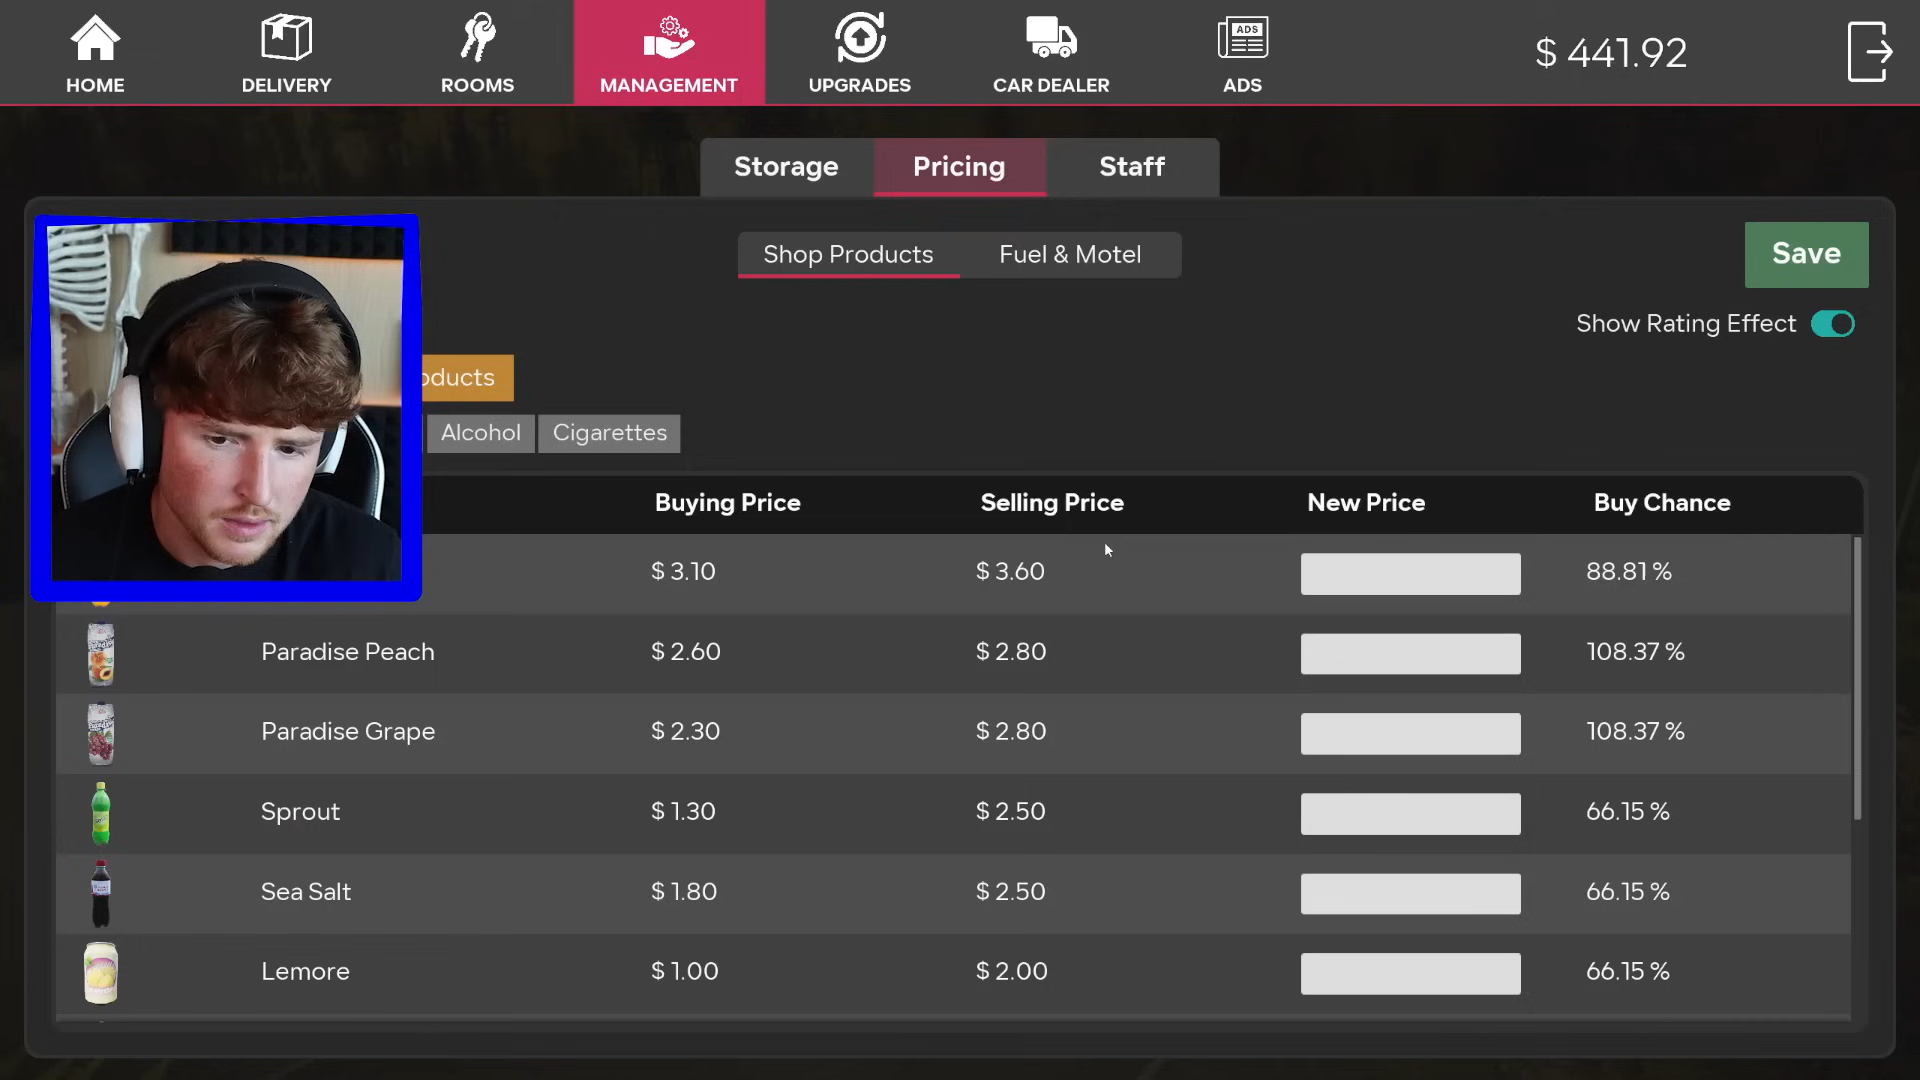 HOME DELIVERY ROOMS MANAGEMENT UPGRADES CAR DEALER ADS ADS $ 441.92
Storage Pricing Staff
Shop Products Fuel & Motel
Save
Show Rating Effect
oducts
Alcohol Cigarettes
Buying Price Selling Price New Price Buy Chance
$ 3.10 $ 3.60 88.81 %
Paradise Peach $ 2.60 $ 2.80 108.37 %
Paradise Grape $ 2.30 $ 2.80 108.37 %
Sprout $ 1.30 $ 2.50 66.15 %
Sea Salt $ 1.80 $ 2.50 66.15 %
Lemore $ 1.00 $ 2.00 66.15 %